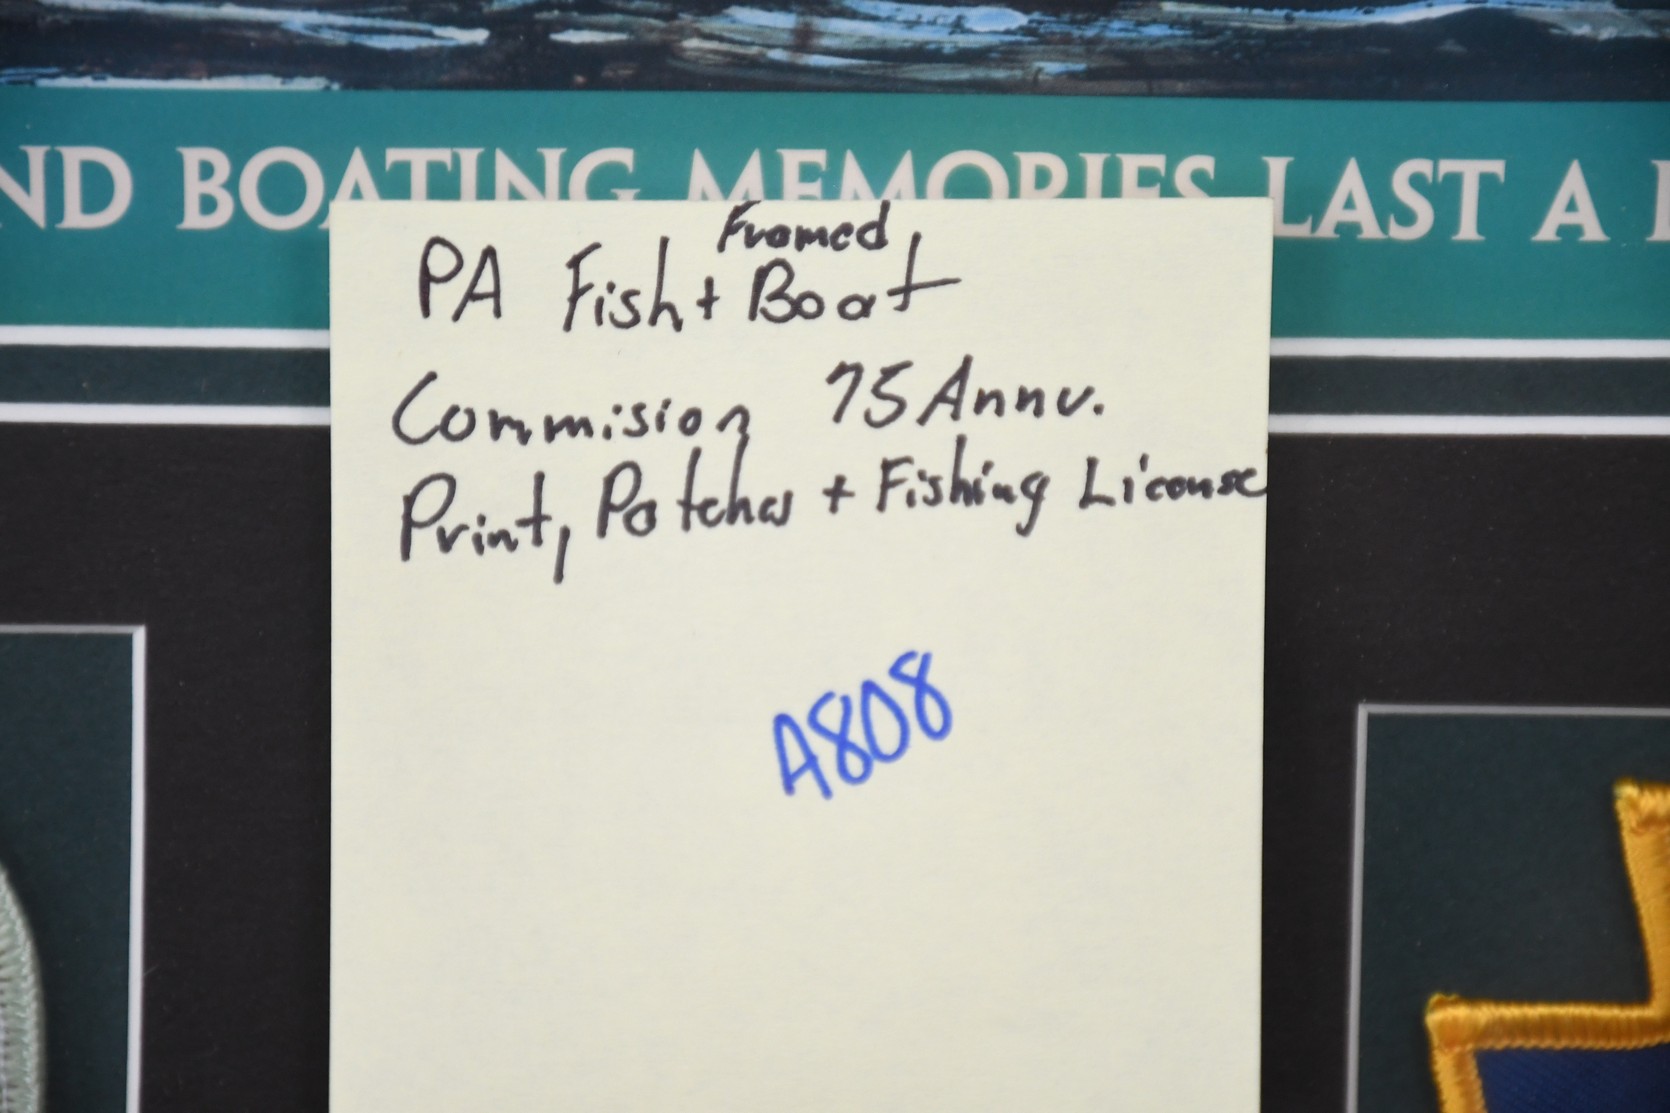 ND BOATING MEMORIES LAST A
Framed
PA Fish + Boat
Commision 75 Annv.
Print, Patches + Fishing License
A808